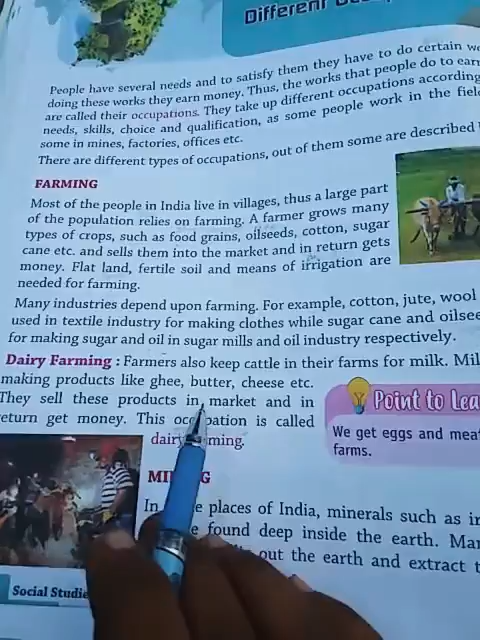 Different
People have several needs and to satisfy them they have to do certain
doing these works they earn money. Thus, the works that people do to earn
are called their occupations. They take up different occupations according
needs, skills, choice and qualification, as some people work in the
some in mines, factories, offices etc.
There are different types of occupations, out of them some are described
FARMING
Most of the people in India live in villages, thus a large part
of the population relies on farming. A farmer grows many
types of crops, such as food grains, oilseeds, cotton, sugar
cane etc. and sells them into the market and in return gets
money. Flat land, fertile soil and means of irrigation are
needed for farming.
Many industries depend upon farming. For example, cotton, jute, wool
used in textile industry for making clothes while sugar cane and
for making sugar and oil in sugar mills and oil industry respectively.
Dairy Farming : Farmers also keep cattle in their farms for milk.
making products like ghee, butter, cheese etc.
They sell these products in market and in
return get money. This occupation is called
Point to
We get eggs and
farms.
In places of India, minerals such as
found deep inside the earth.
out the earth and extract
Social